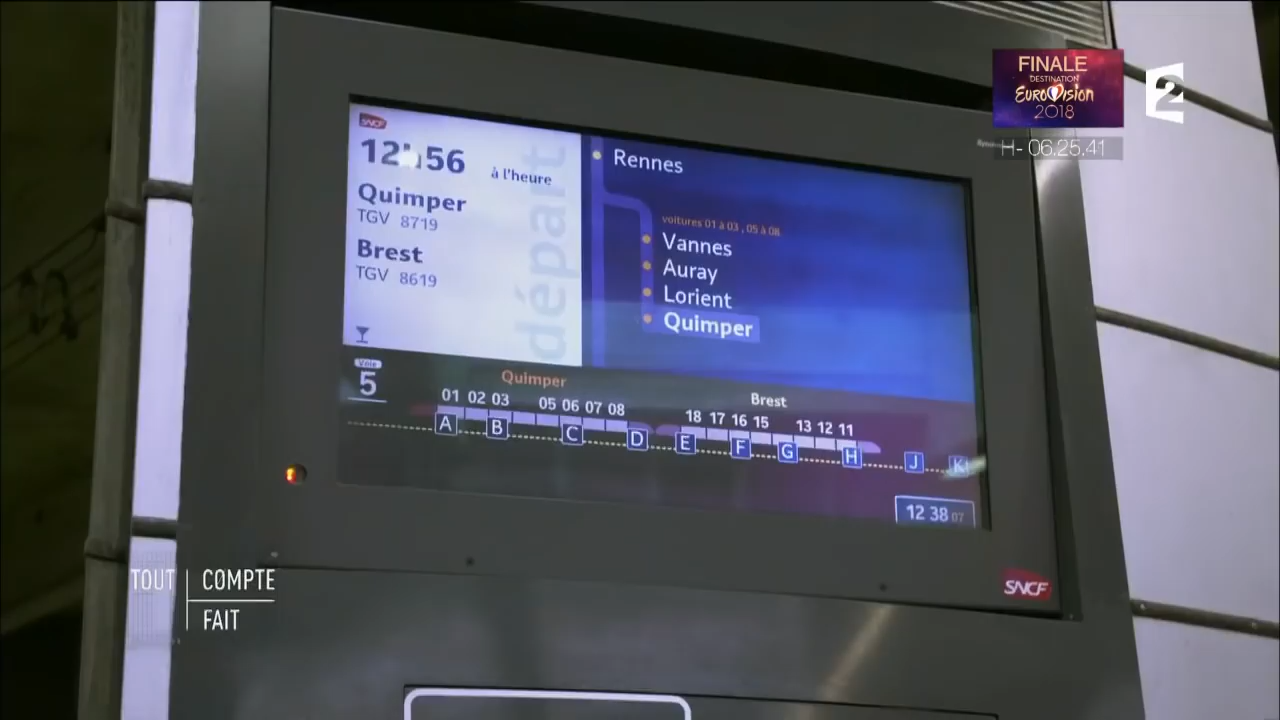 FINALE
DESTINATION
EUROVISION
2018
2
H- 06.25.41
SNCF
12h56 à l'heure
Quimper
TGV 8719
Brest
TGV 8619
départ
Rennes
voitures 01 à 03 , 05 à 08
Vannes
Auray
Lorient
Quimper
Voie
5
Quimper Brest
01 02 03 05 06 07 08 18 17 16 15 13 12 11
A B C D E F G H J K
12 38 07
SNCF
TOUT COMPTE
FAIT